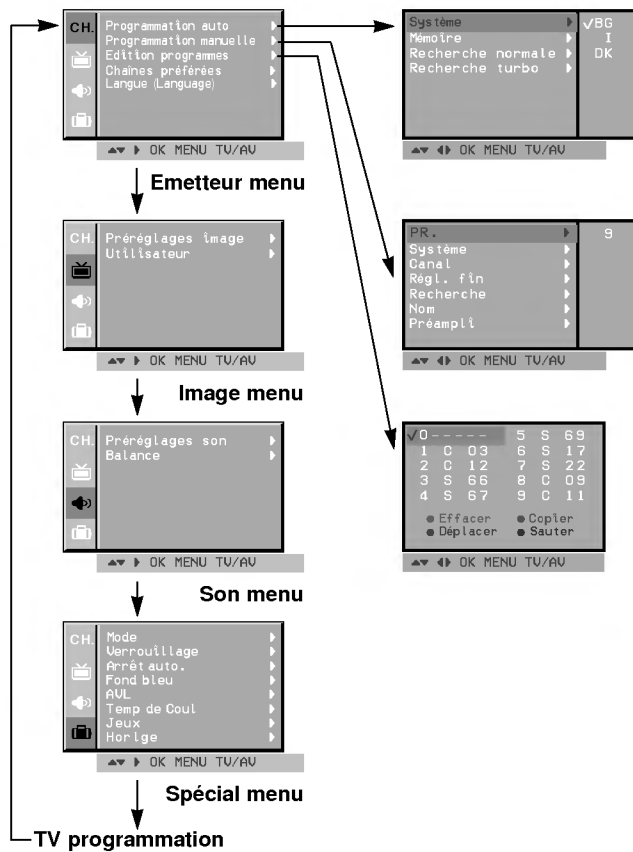 CH.
Programmation auto
Programmation manuelle
Edition programmes
Chaînes préférées
Langue (Language)
OK MENU TV/AV
Système
Mémoire
Recherche normale
Recherche turbo
BG
I
DK
OK MENU TV/AV
Emetteur menu
CH.
Préréglages image
Utilisateur
OK MENU TV/AV
PR.
Système
Canal
Régl. fin
Recherche
Nom
Préampli
9
OK MENU TV/AV
Image menu
CH.
Préréglages son
Balance
OK MENU TV/AV
0 - - - - - 5 S 69
1 C 03 6 S 17
2 C 12 7 S 22
3 S 66 8 C 09
4 S 67 9 C 11
Effacer Copier
Déplacer Sauter
OK MENU TV/AV
Son menu
CH.
Mode
Verrouillage
Arrêt auto.
Fond bleu
AVL
Temp de Coul
Jeux
Horlge
OK MENU TV/AV
Spécial menu
TV programmation